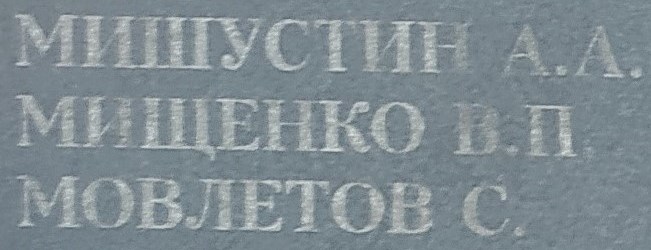 МИШУСТИН А.А.
МИЩЕНКО В.П
МОВЛЕТОВ С.